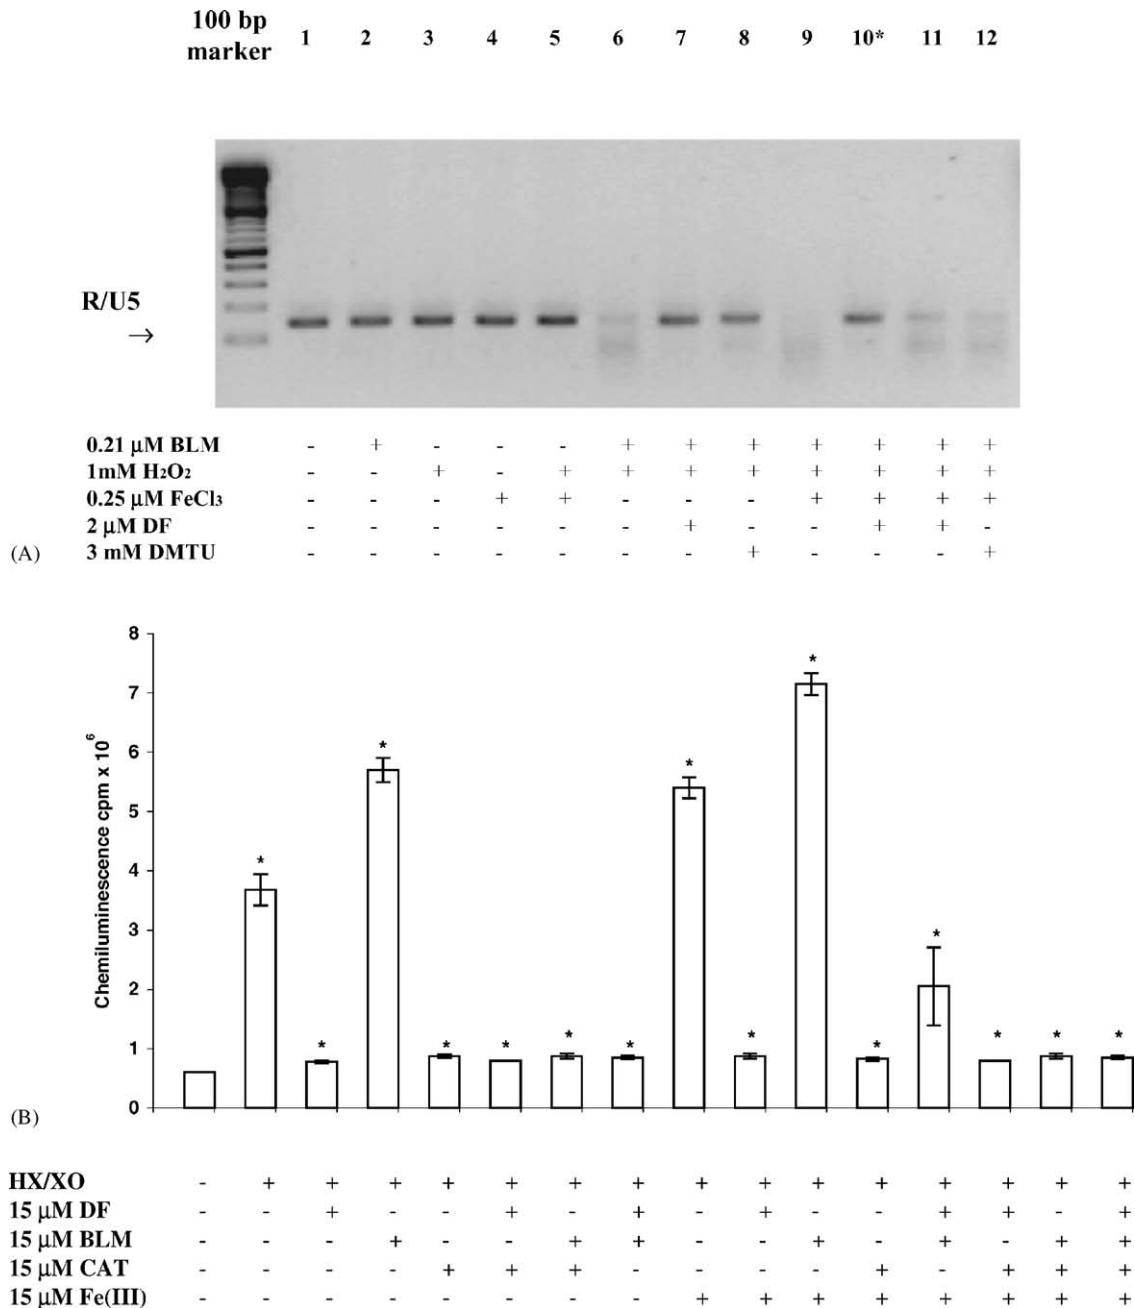 100 bp marker 1 2 3 4 5 6 7 8 9 10* 11 12
R/U5
→
0.21 μM BLM - + - - - + + + + + + +
1mM H2O2 - - + - + + + + + + + +
0.25 μM FeCl3 - - - + + - - - + + + +
2 μM DF - - - - - - + - - + + -
(A) 3 mM DMTU - - - - - - - + - - - +
8
7
6
5
4
3
2
1
0
Chemiluminescence cpm x 10^6
* * * * * * * * * * * * * * *
(B)
HX/XO - + + + + + + + + + + + + + + +
15 μM DF - - + - - + - + - + - - + + - +
15 μM BLM - - - + - - + + - - + - + - + +
15 μM CAT - - - - + + + - - - - + - + + +
15 μM Fe(III) - - - - - - - - + + + + + + + +